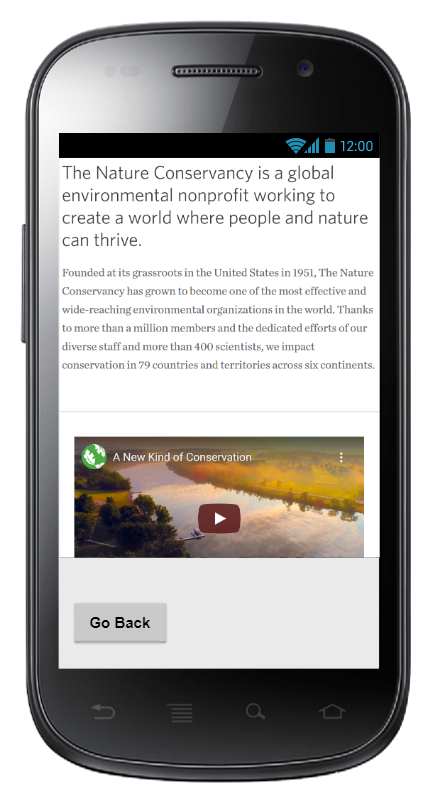 12:00
The Nature Conservancy is a global
environmental nonprofit working to
create a world where people and nature
can thrive.
Founded at its grassroots in the United States in 1951, The Nature
Conservancy has grown to become one of the most effective and
wide-reaching environmental organizations in the world. Thanks
to more than a million members and the dedicated efforts of our
diverse staff and more than 400 scientists, we impact
conservation in 79 countries and territories across six continents.
A New Kind of Conservation
Go Back